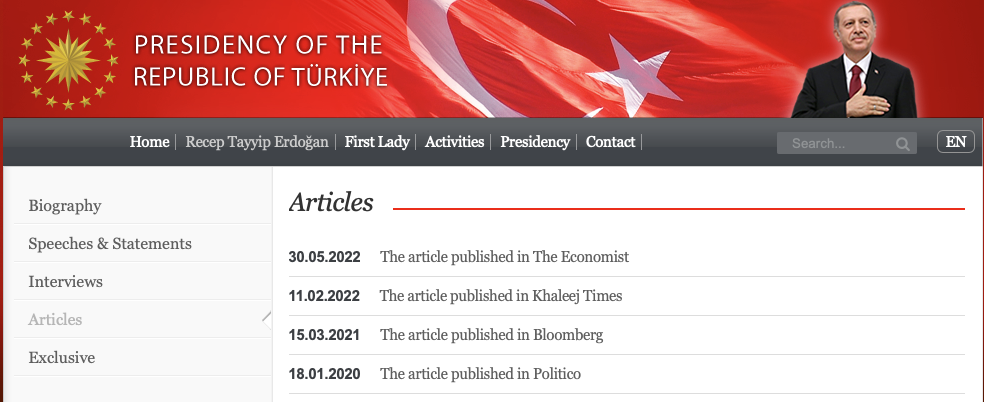 PRESIDENCY OF THE
REPUBLIC OF TÜRKİYE
Home Recep Tayyip Erdoğan First Lady Activities Presidency Contact Search... EN
Biography
Speeches & Statements
Interviews
Articles
Exclusive
Articles
30.05.2022 The article published in The Economist
11.02.2022 The article published in Khaleej Times
15.03.2021 The article published in Bloomberg
18.01.2020 The article published in Politico